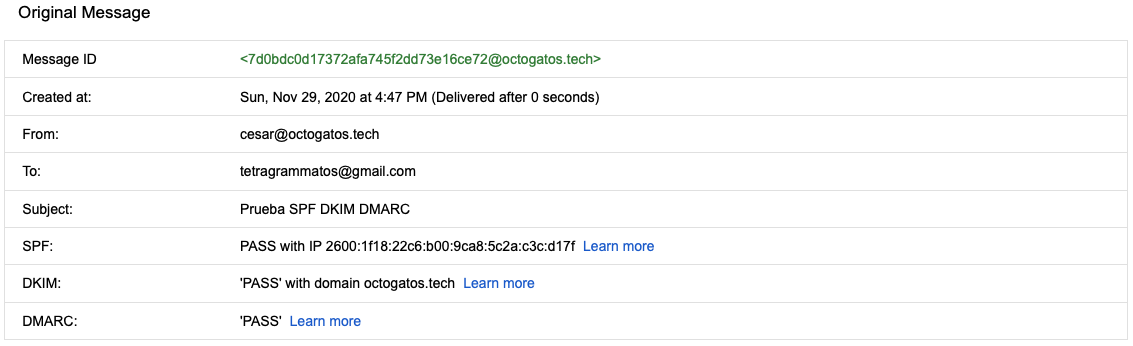 Original Message
Message ID <7d0bdc0d17372afa745f2dd73e16ce72@octogatos.tech>
Created at: Sun, Nov 29, 2020 at 4:47 PM (Delivered after 0 seconds)
From: cesar@octogatos.tech
To: tetragrammatos@gmail.com
Subject: Prueba SPF DKIM DMARC
SPF: PASS with IP 2600:1f18:22c6:b00:9ca8:5c2a:c3c:d17f Learn more
DKIM: 'PASS' with domain octogatos.tech Learn more
DMARC: 'PASS' Learn more